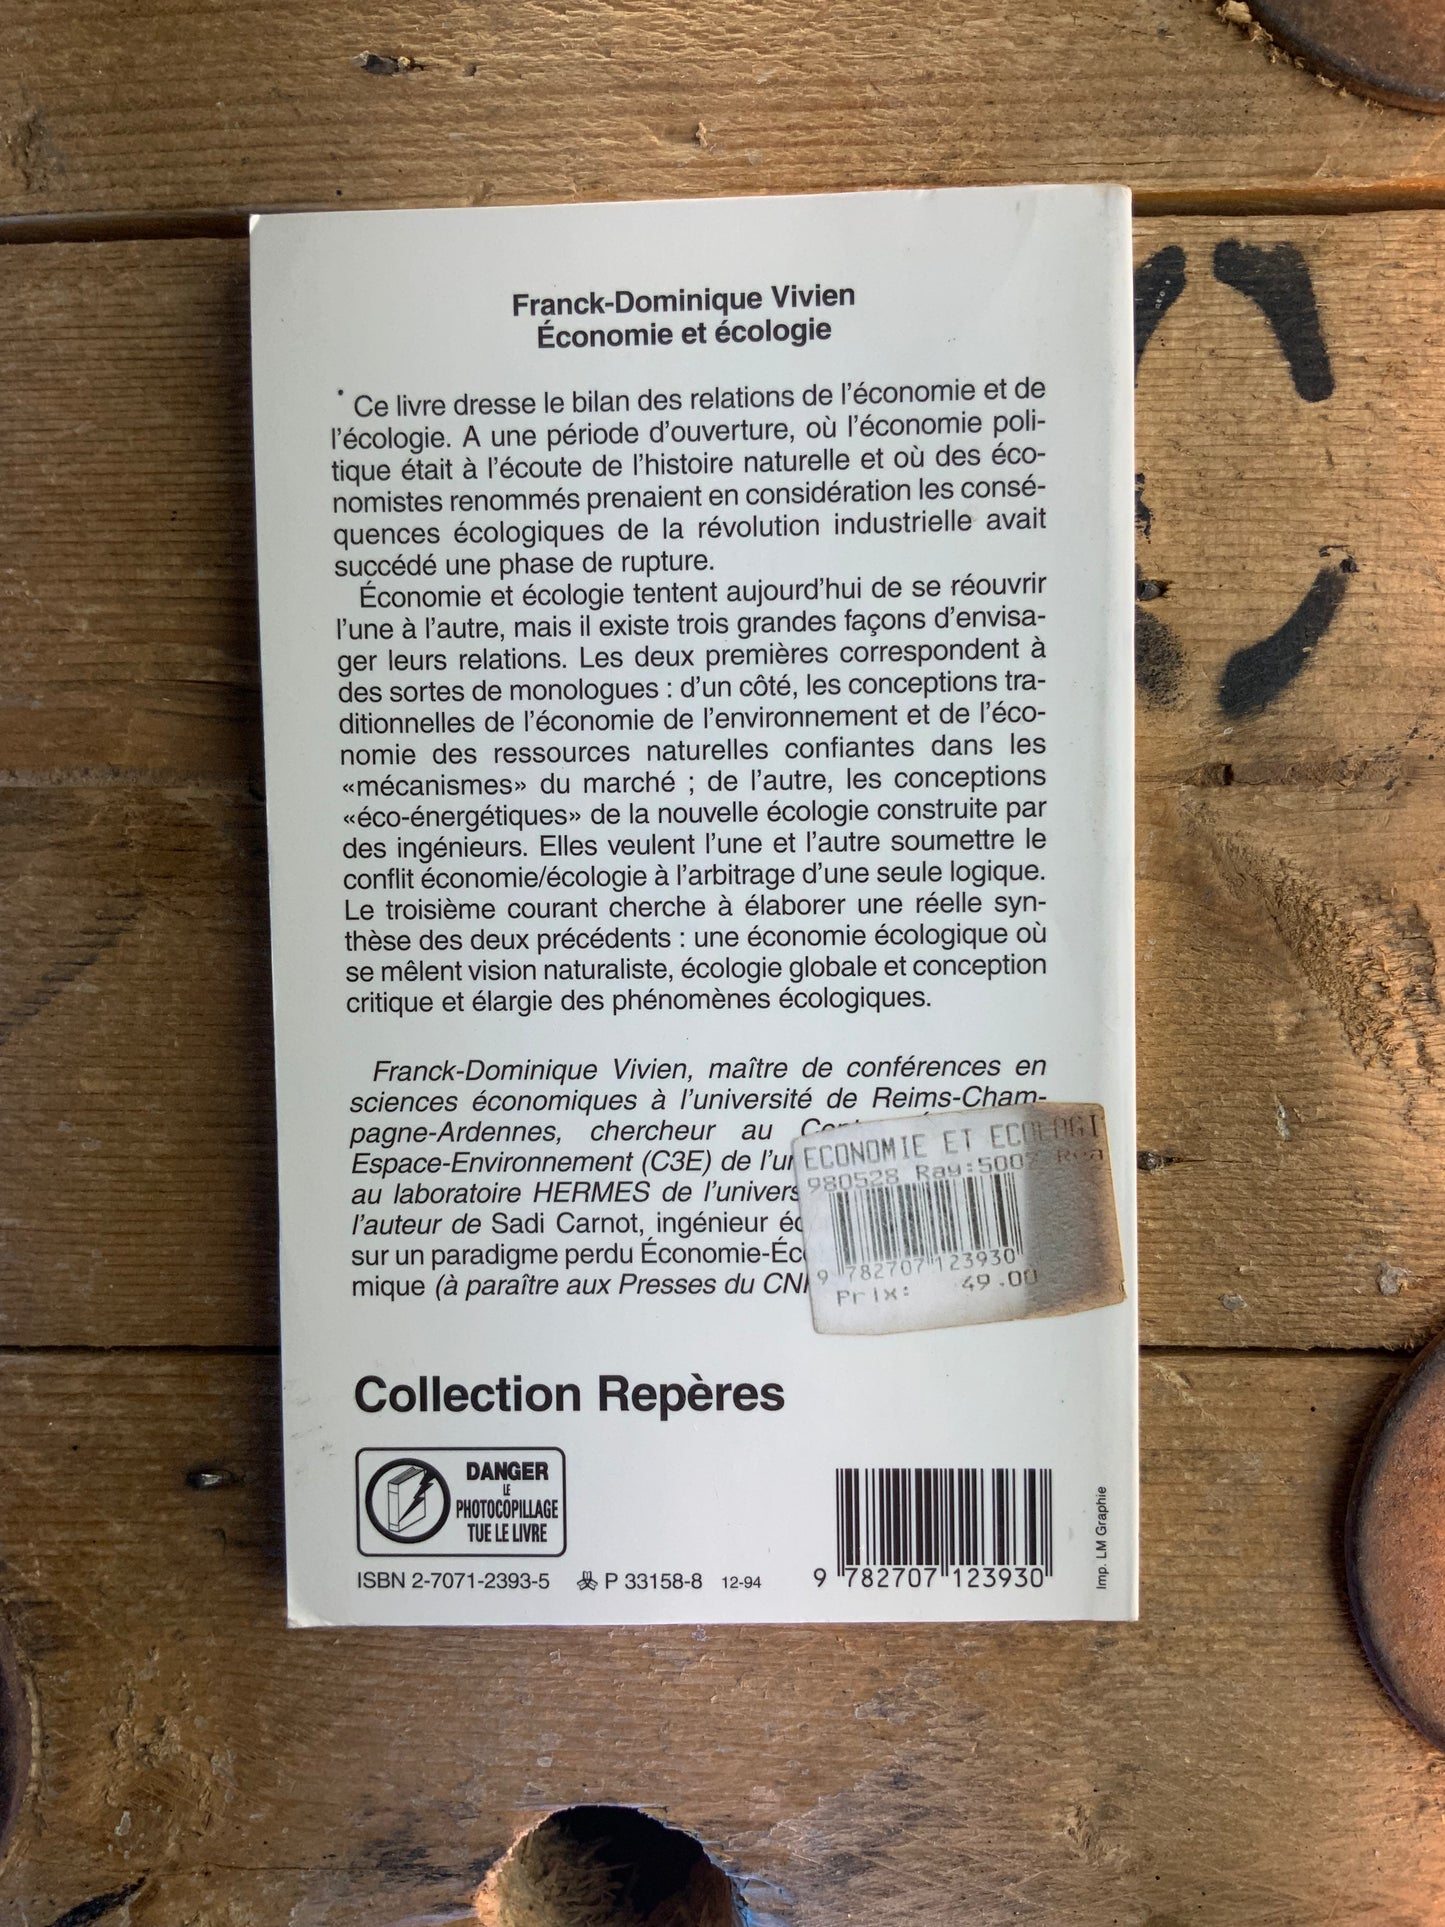 Franck-Dominique Vivien
Économie et écologie
Ce livre dresse le bilan des relations de l'économie et de
l'écologie. A une période d'ouverture, où l'économie poli-
tique était à l'écoute de l'histoire naturelle et où des éco-
nomistes renommés prenaient en considération les consé-
quences écologiques de la révolution industrielle avait
succédé une phase de rupture.
Économie et écologie tentent aujourd'hui de se réouvrir
l'une à l'autre, mais il existe trois grandes façons d'envisa-
ger leurs relations. Les deux premières correspondent à
des sortes de monologues : d'un côté, les conceptions tra-
ditionnelles de l'économie de l'environnement et de l'éco-
nomie des ressources naturelles confiantes dans les
«mécanismes» du marché ; de l'autre, les conceptions
«éco-énergétiques» de la nouvelle écologie construite par
des ingénieurs. Elles veulent l'une et l'autre soumettre le
conflit économie/écologie à l'arbitrage d'une seule logique.
Le troisième courant cherche à élaborer une réelle syn-
thèse des deux précédents : une économie écologique où
se mêlent vision naturaliste, écologie globale et conception
critique et élargie des phénomènes écologiques.
Franck-Dominique Vivien, maître de conférences en
sciences économiques à l'université de Reims-Cham-
pagne-Ardennes, chercheur au
Espace-Environnement (C3E) de
au laboratoire HERMES de
l'auteur de Sadi Carnot, ingénieur
sur un paradigme perdu
mique (à paraître aux Presses du
ECONOMIE ET ECOLOGI
980528 Ray:5007
9 782707 123930
Prix: 49.00
Collection Repères
DANGER
LE
PHOTOCOPILLAGE
TUE LE LIVRE
ISBN 2-7071-2393-5 P 33158-8 12-94
9 782707 123930
Imp. LM Graphie